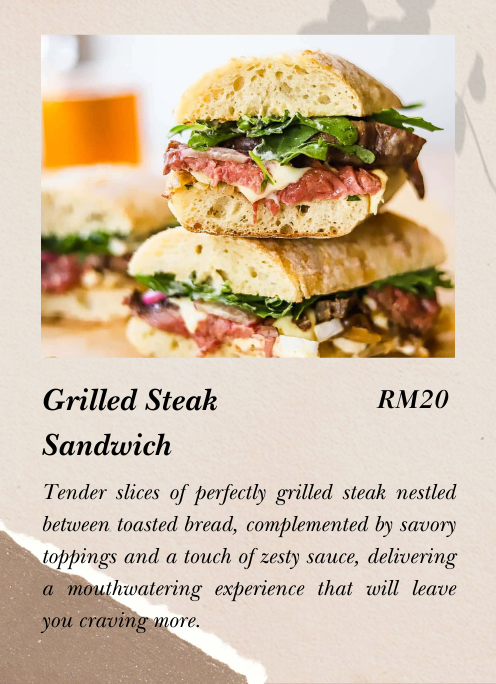 Grilled Steak RM20
Sandwich
Tender slices of perfectly grilled steak nestled
between toasted bread, complemented by savory
toppings and a touch of zesty sauce, delivering
a mouthwatering experience that will leave
you craving more.